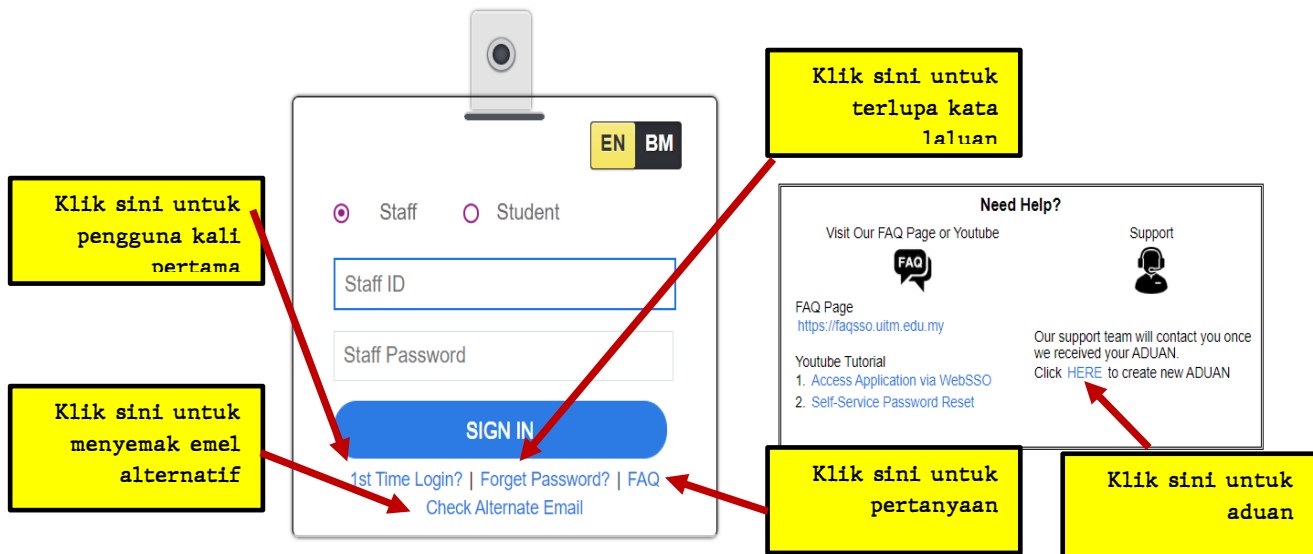 Klik sini untuk
terlupa kata
laluan
EN BM
Klik sini untuk
pengguna kali
pertama
Staff Student
Staff ID
Staff Password
SIGN IN
1st Time Login? | Forget Password? | FAQ
Check Alternate Email
Klik sini untuk
menyemak emel
alternatif
Need Help?
Visit Our FAQ Page or Youtube
FAQ
FAQ Page
https://faqsso.uitm.edu.my
Youtube Tutorial
1. Access Application via WebSSO
2. Self-Service Password Reset
Support
Our support team will contact you once
we received your ADUAN.
Click HERE to create new ADUAN
Klik sini untuk
pertanyaan
Klik sini untuk
aduan